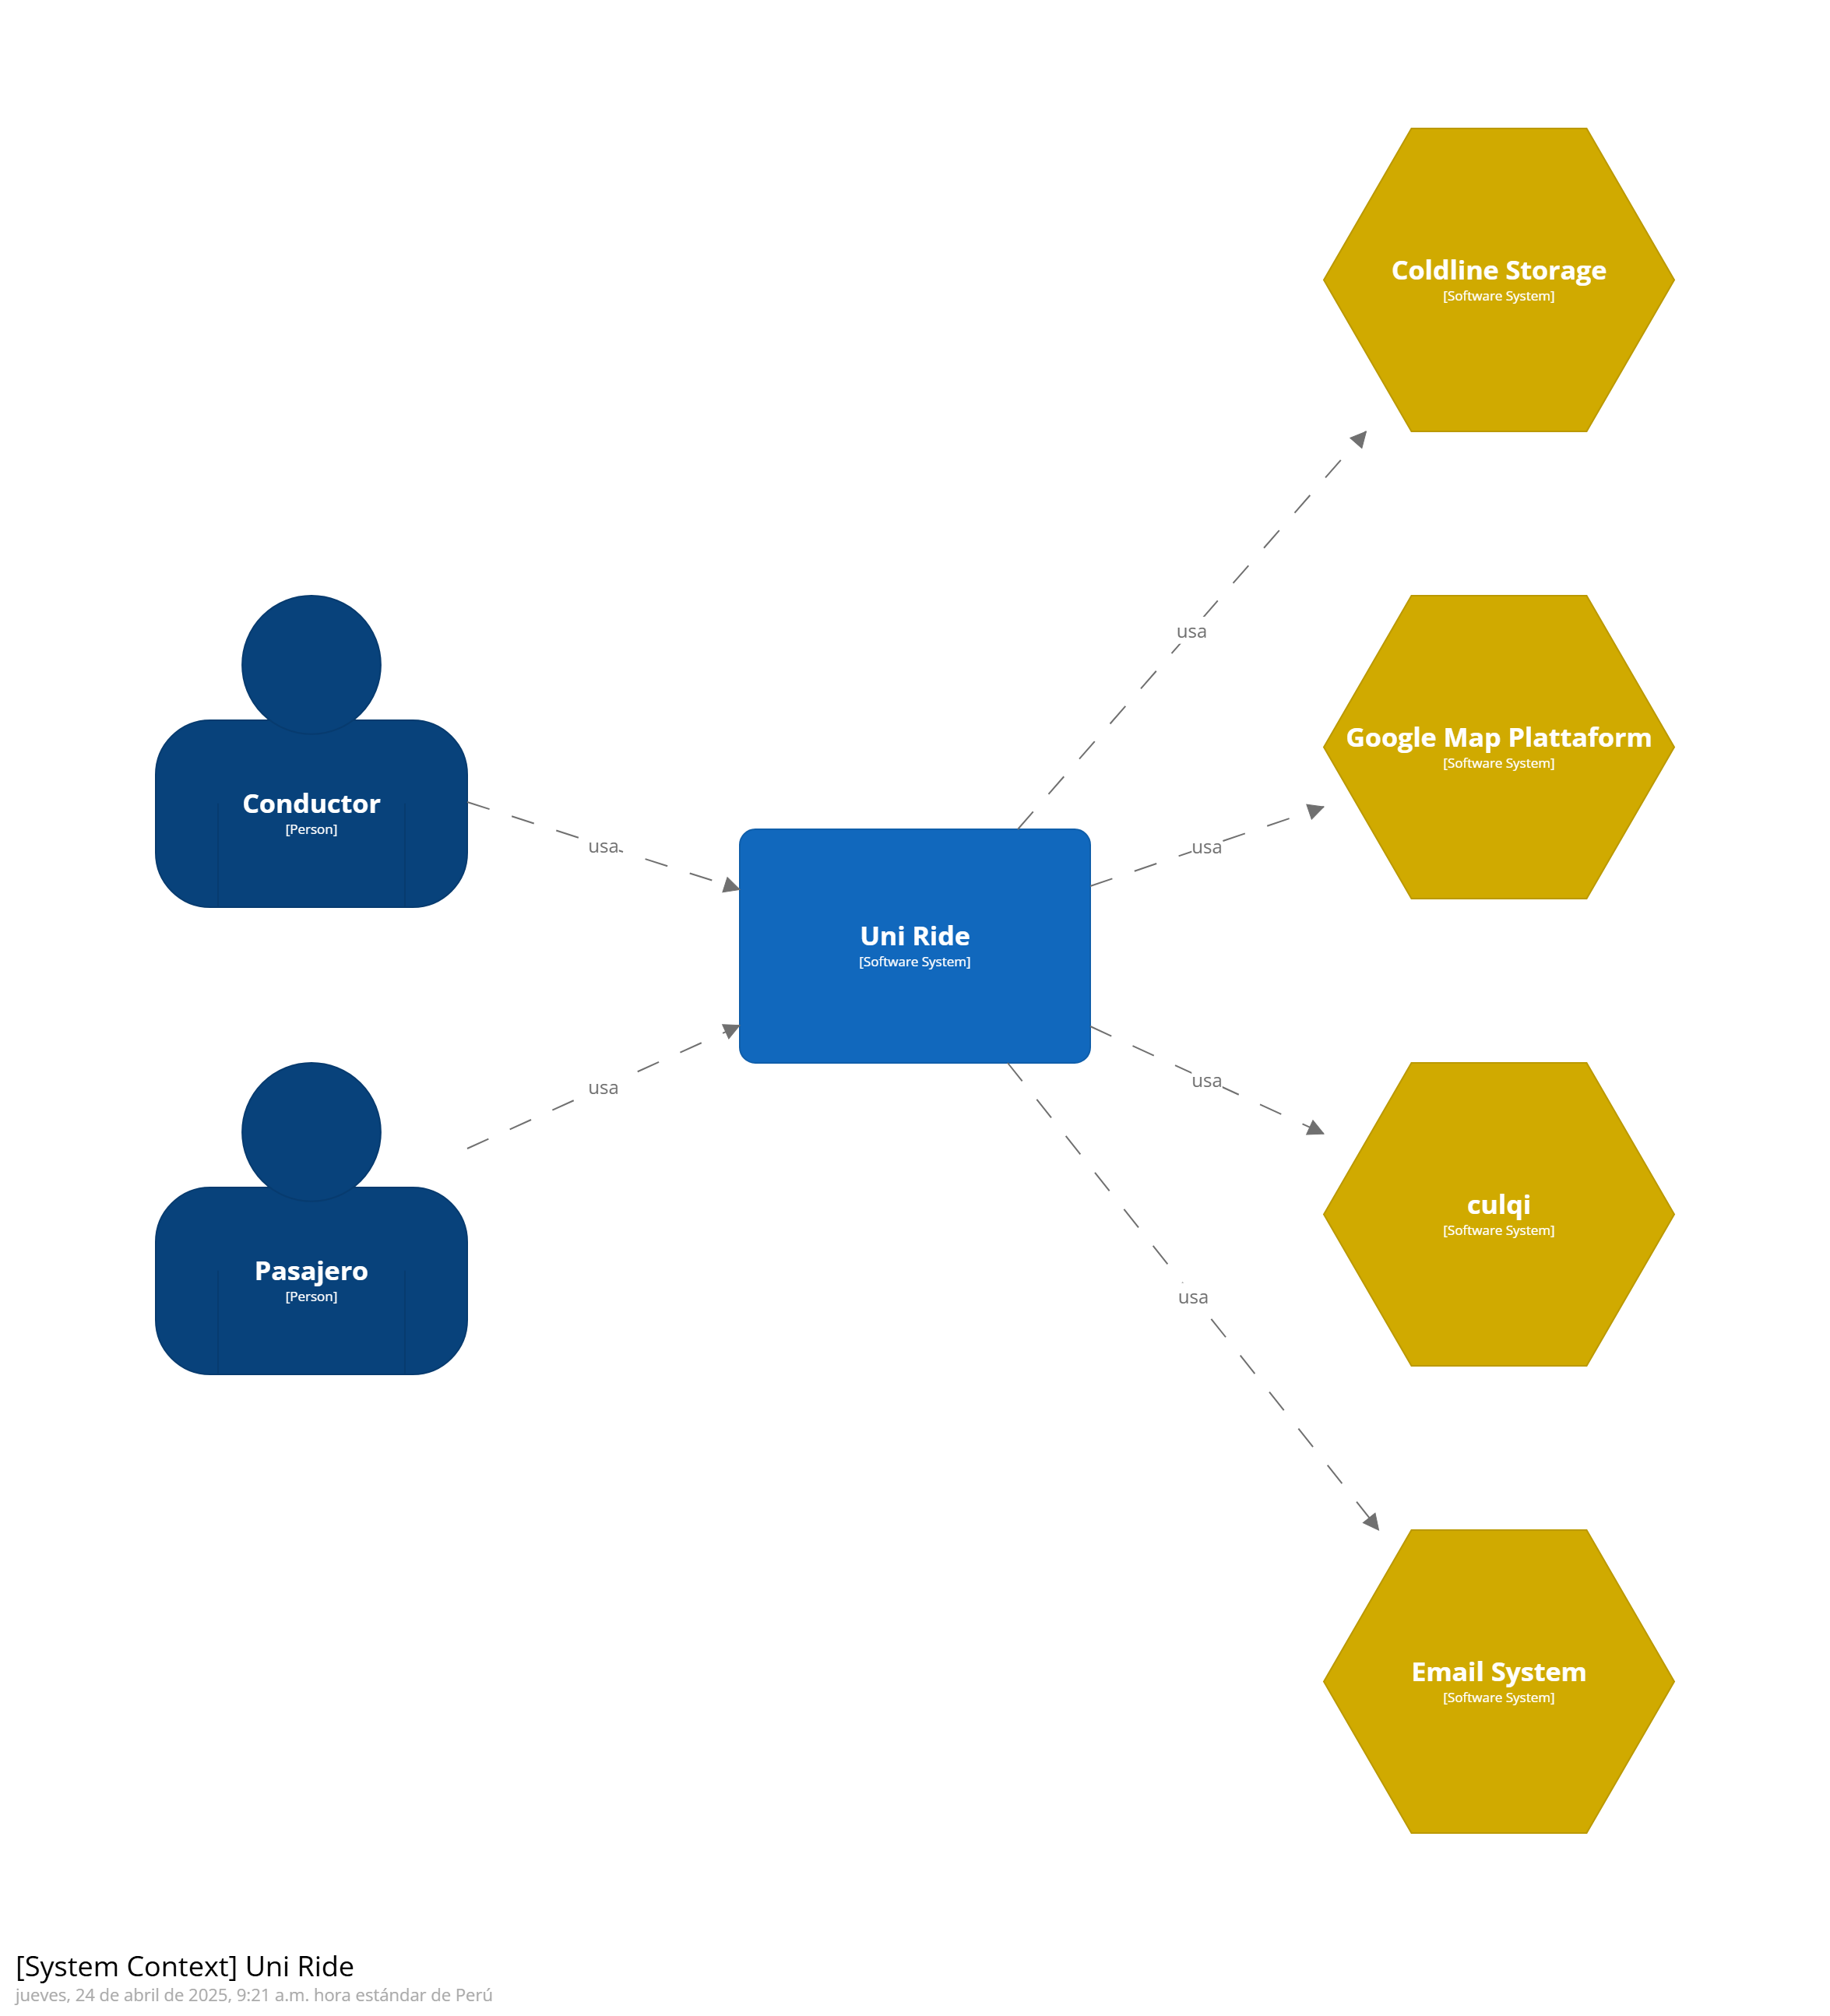 Coldline Storage
[Software System]
usa
Google Map Plattaform
[Software System]
Conductor
[Person]
usa
usa
Uni Ride
[Software System]
usa
usa
culqi
[Software System]
Pasajero
[Person]
usa
Email System
[Software System]
[System Context] Uni Ride
jueves, 24 de abril de 2025, 9:21 a.m. hora estándar de Perú